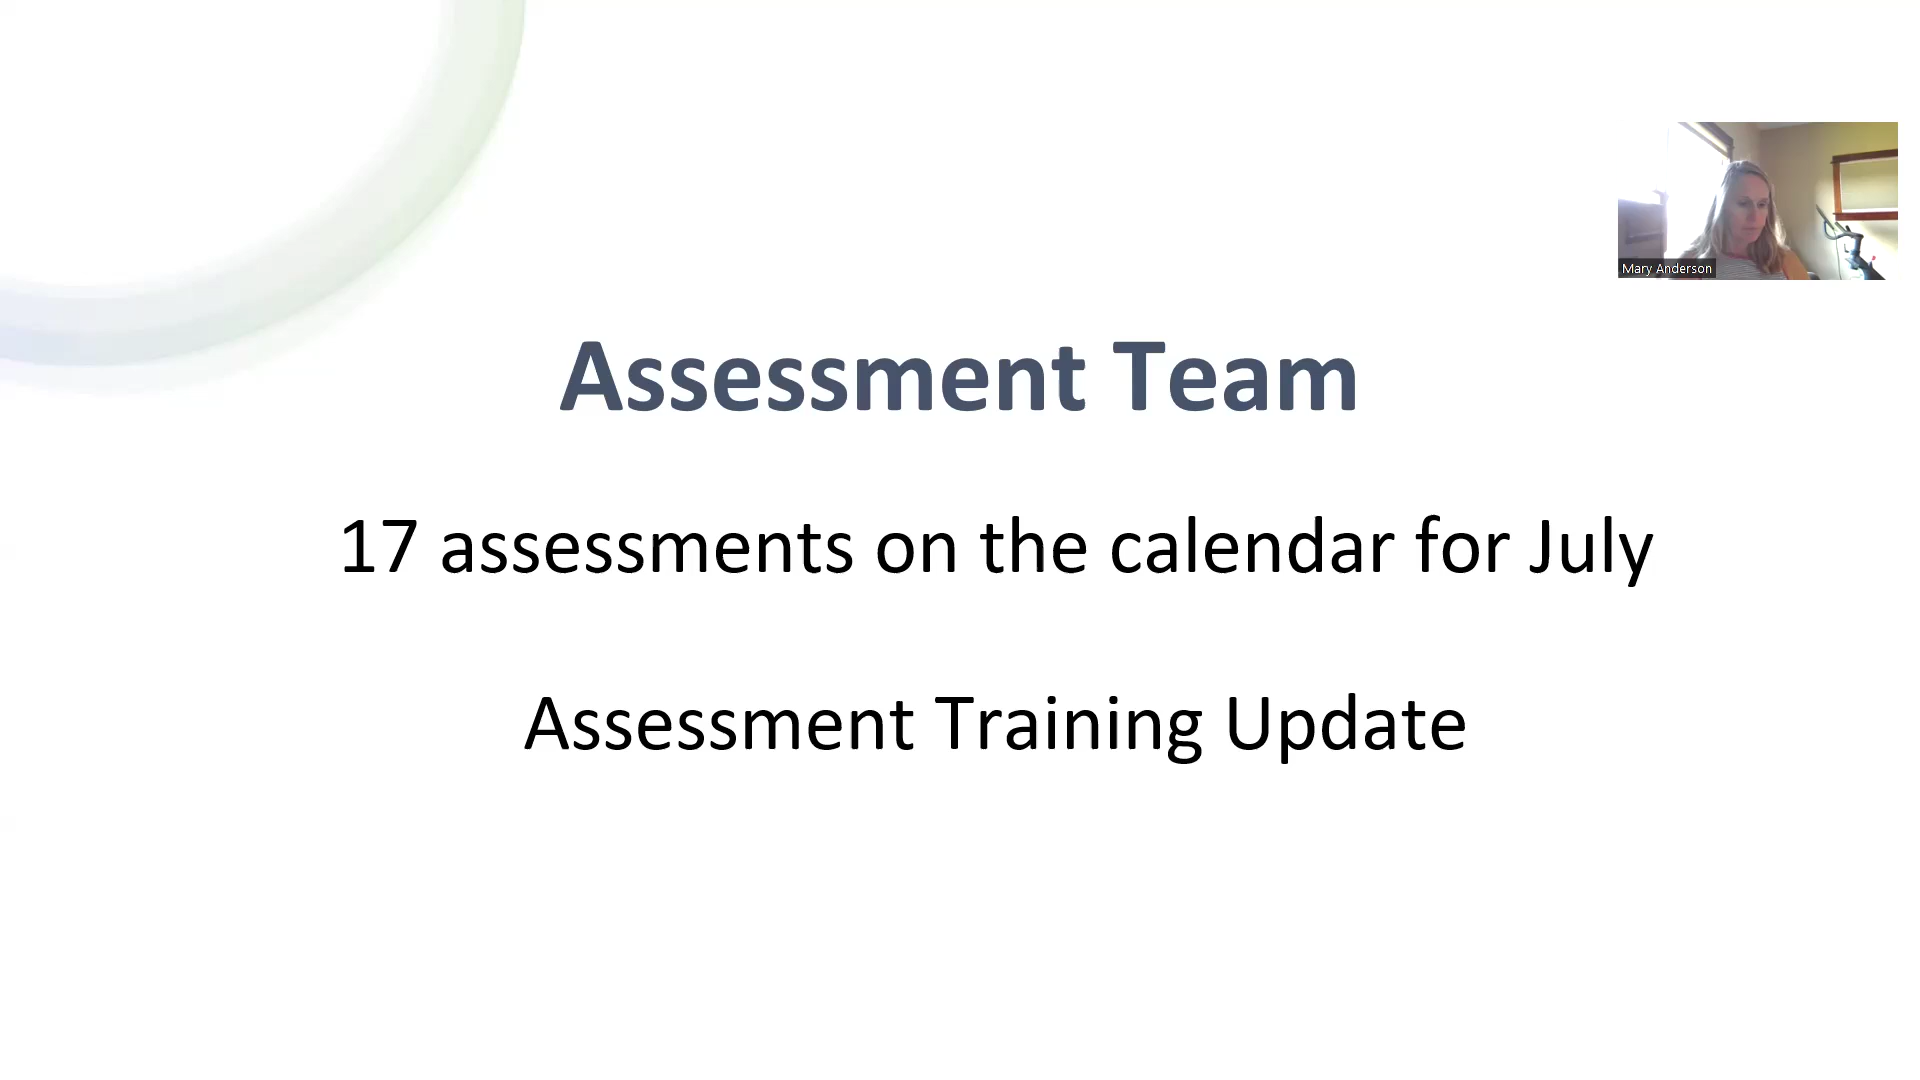 Mary Anderson
Assessment Team
17 assessments on the calendar for July
Assessment Training Update